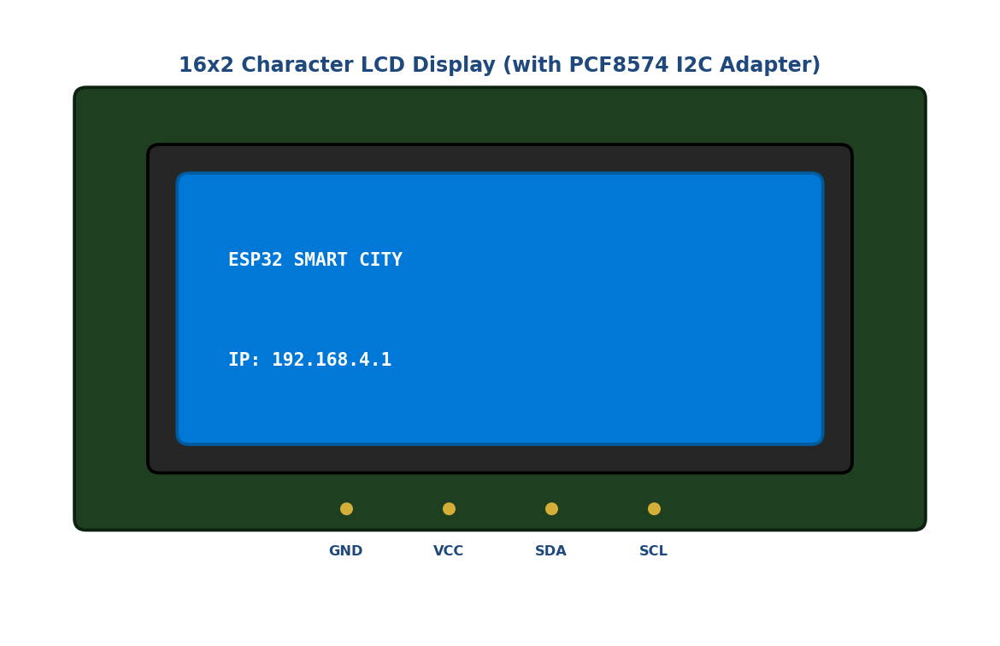 16x2 Character LCD Display (with PCF8574 I2C Adapter)
ESP32 SMART CITY
IP: 192.168.4.1
GND VCC SDA SCL